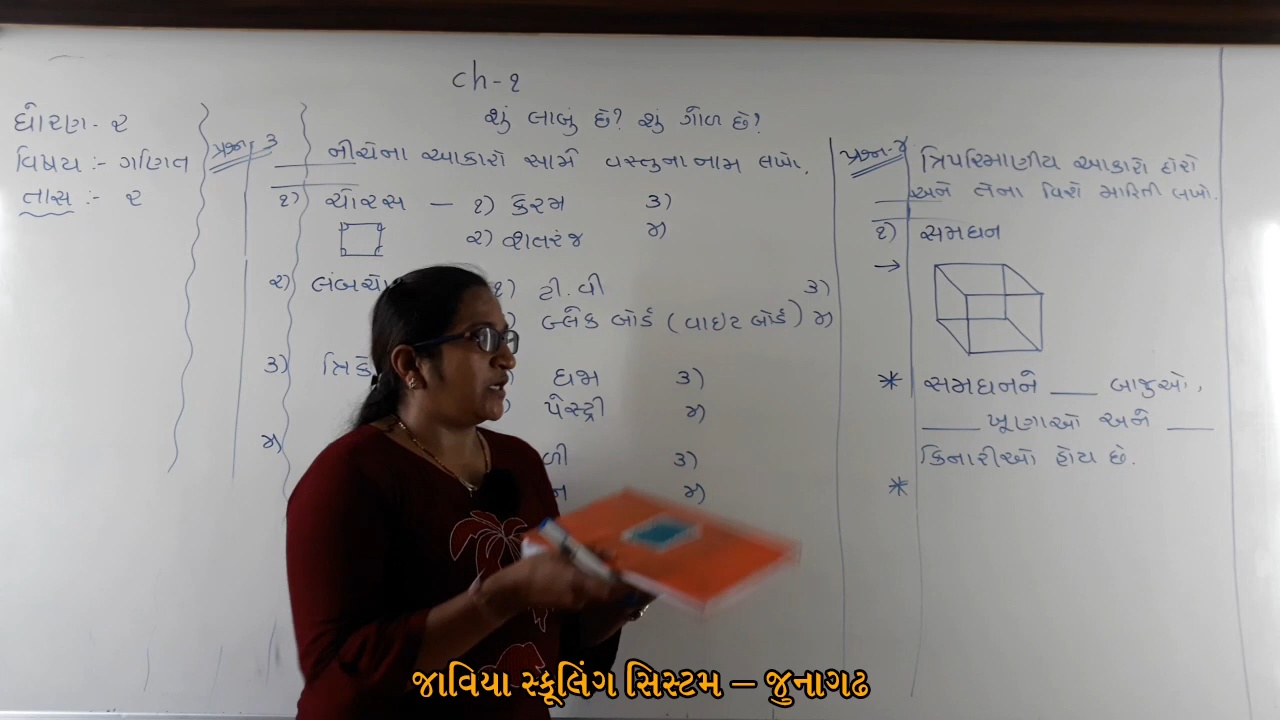 ch-૧
શું લાબું છે? શું ગોળ છે?
ધોરણ - ૨
વિષય :- ગણિત
તાસ :- ૨
પ્રશ્ન-૩ નીચેના આકારો સામે વસ્તુના નામ લખો.
૧) ચોરસ - ૧) કેરમ ૩)
૨) શતરંજ ૪)
૨) લંબચો ૧) ટી.વી ૩)
બ્લેક બોર્ડ (વાઇટ બોર્ડ) ૪)
૩) ત્રિકો ૩)
પેસ્ટ્રી ૪)
૪) ળી ૩)
ન ૪)
પ્રશ્ન-૪ ત્રિપરિમાણીય આકારો દોરો
અને તેના વિશે માહિતી લખો.
૧) સમઘન
→
* સમઘનને ___ બાજુઓ,
___ ખૂણાઓ અને ___
કિનારીઓ હોય છે.
*
જાવિયા સ્કૂલિંગ સિસ્ટમ – જુનાગઢ